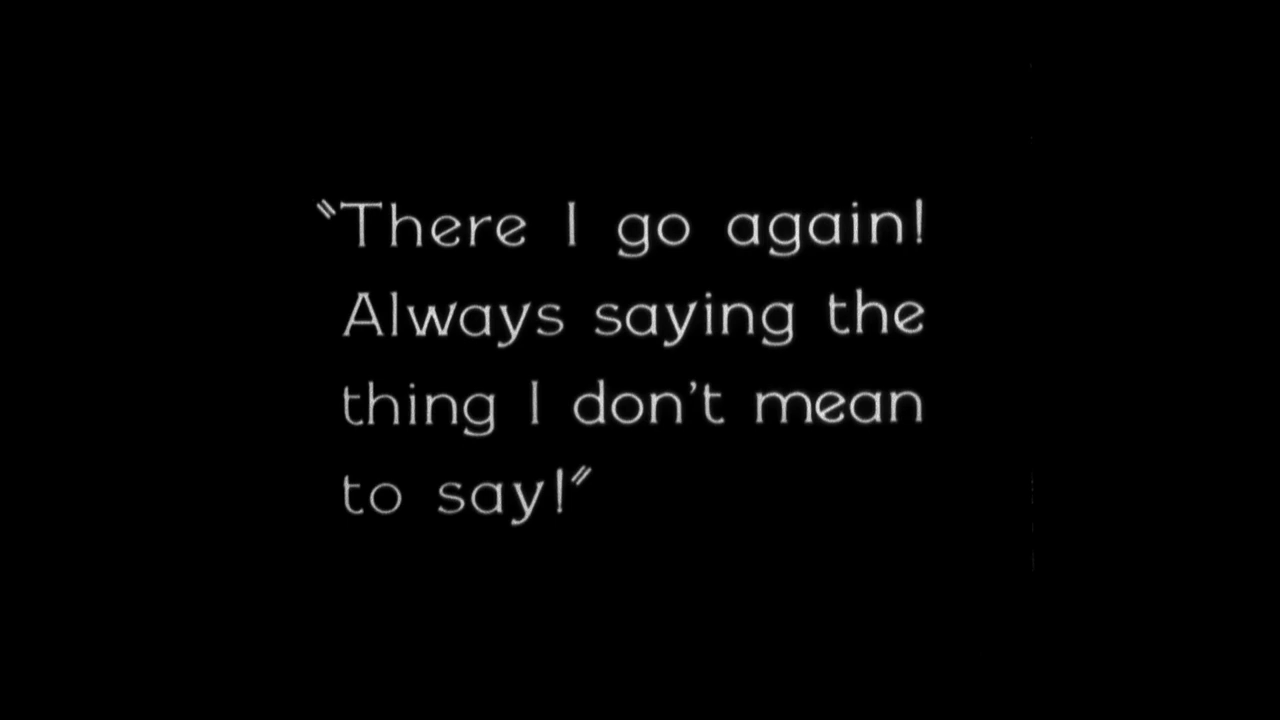 "There I go again!
Always saying the
thing I don't mean
to say!"